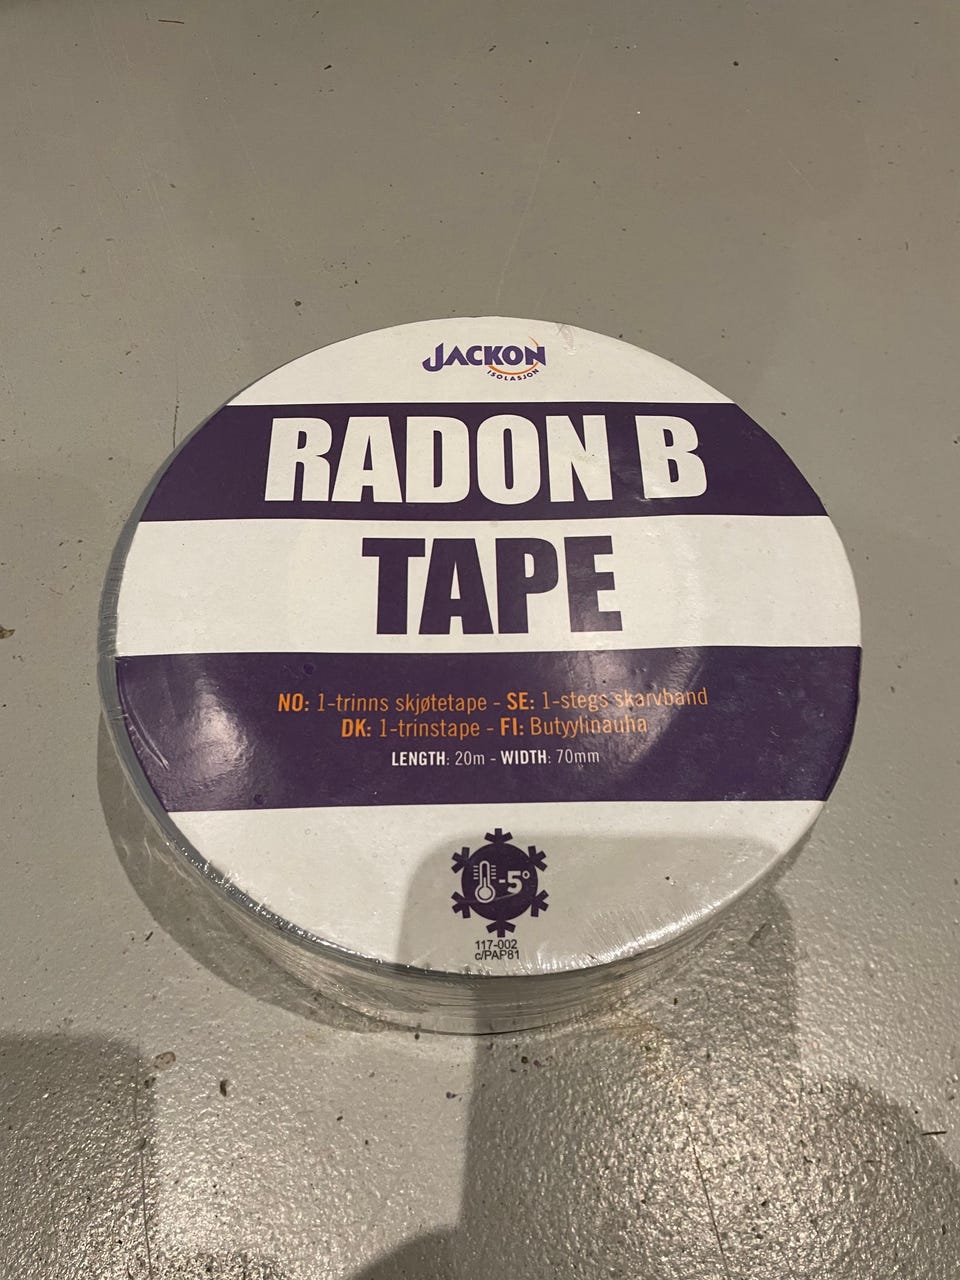 JACKON
ISOLASJON
RADON B
TAPE
NO: 1-trinns skjøtetape - SE: 1-stegs skarvband
DK: 1-trinstape - FI: Butyylinauha
LENGTH: 20m - WIDTH: 70mm
-5°
117-002
c/PAP81